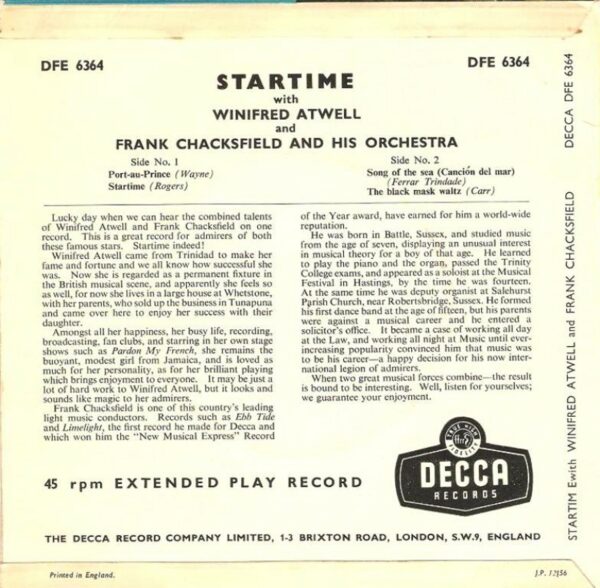 DFE 6364
DFE 6364
STARTIME
with
WINIFRED ATWELL
and
FRANK CHACKSFIELD AND HIS ORCHESTRA
Side No. 1
Port-au-Prince (Wayne)
Startime (Rogers)
Side No. 2
Song of the sea (Canción del mar)
(Ferrar Trindade)
The black mask waltz (Carr)
Lucky day when we can hear the combined talents
of Winifred Atwell and Frank Chacksfield on one
record. This is a great record for admirers of both
these famous stars. Startime indeed!
Winifred Atwell came from Trinidad to make her
fame and fortune and we all know how successful she
was. Now she is regarded as a permanent fixture in
the British musical scene, and apparently she feels so
as well, for now she lives in a large house at Whetstone,
with her parents, who sold up the business in Tunapuna
and came over here to enjoy her success with their
daughter.
Amongst all her happiness, her busy life, recording,
broadcasting, fan clubs, and starring in her own stage
shows such as Pardon My French, she remains the
buoyant, modest girl from Jamaica, and is loved as
much for her personality, as for her brilliant playing
which brings enjoyment to everyone. It may be just a
lot of hard work to Winifred Atwell, but it looks and
sounds like magic to her admirers.
Frank Chacksfield is one of this country's leading
light music conductors. Records such as Ebb Tide
and Limelight, the first record he made for Decca and
which won him the "New Musical Express" Record
of the Year award, have earned for him a world-wide
reputation.
He was born in Battle, Sussex, and studied music
from the age of seven, displaying an unusual interest
in musical theory for a boy of that age. He learned
to play the piano and the organ, passed the Trinity
College exams, and appeared as a soloist at the Musical
Festival in Hastings, by the time he was fourteen.
At the same time he was deputy organist at Salehurst
Parish Church, near Robertsbridge, Sussex. He formed
his first dance band at the age of fifteen, but his parents
were against a musical career and he entered a
solicitor's office. It became a case of working all day
at the Law, and working all night at Music until ever-
increasing popularity convinced him that music was
to be his career—a happy decision for his now inter-
national legion of admirers.
When two great musical forces combine—the result
is bound to be interesting. Well, listen for yourselves;
we guarantee your enjoyment.
45 rpm EXTENDED PLAY RECORD
TRUE WITH
ffrr
FIDELITY
DECCA
RECORDS
THE DECCA RECORD COMPANY LIMITED, 1-3 BRIXTON ROAD, LONDON, S.W.9, ENGLAND
Printed in England.
J.P. 12156
STARTIM Ewith WINIFRED ATWELL and FRANK CHACKSFIELD DECCA DFE 6364